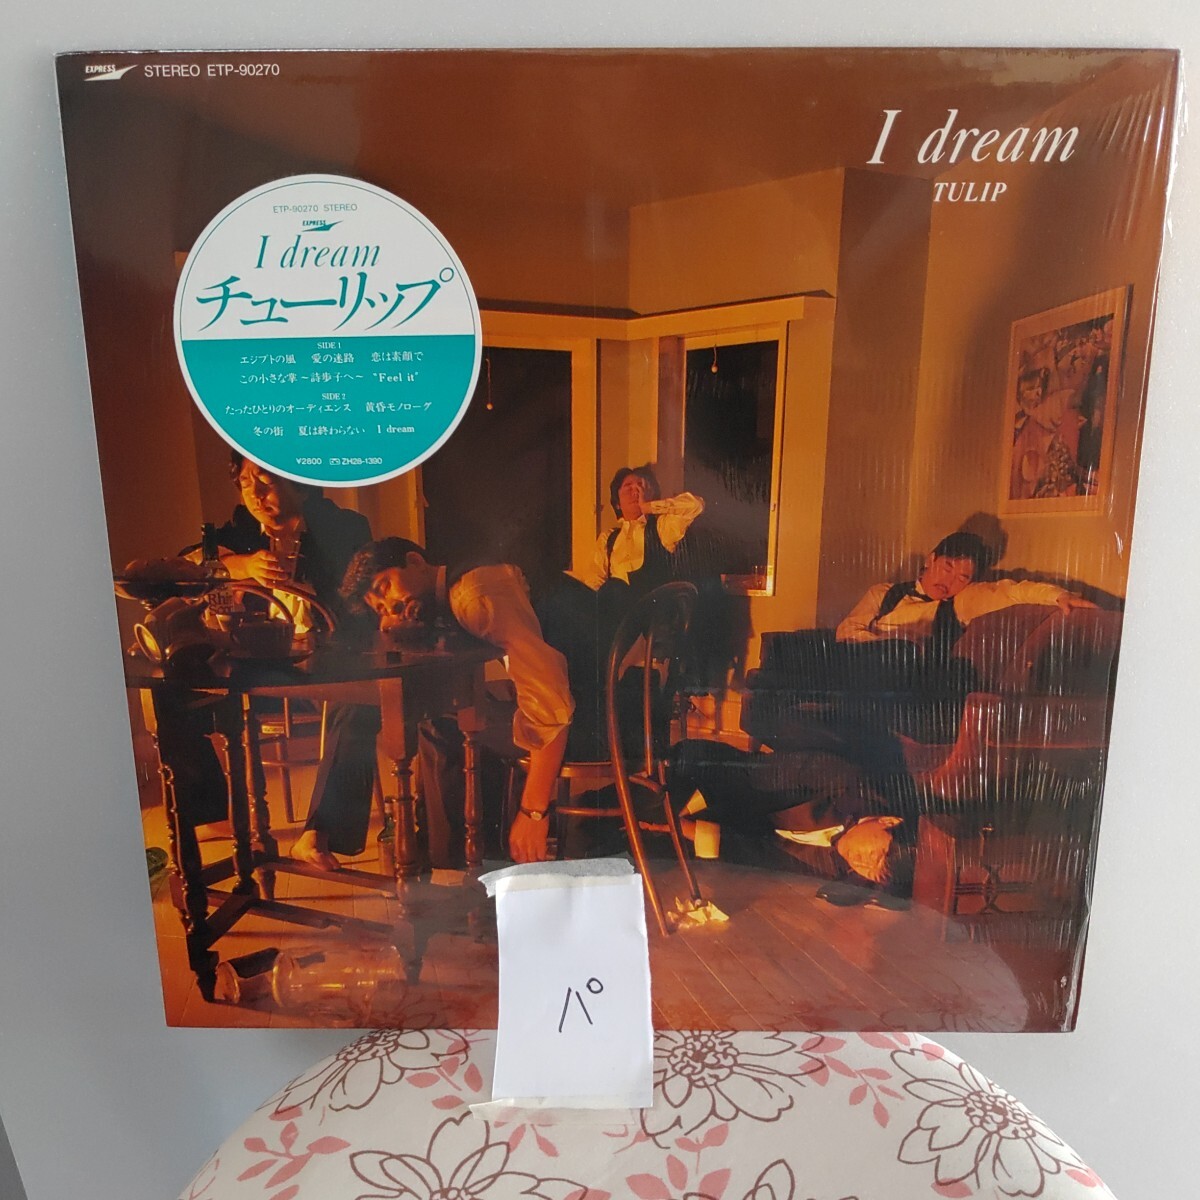 EXPRESS STEREO ETP-90270
I dream
TULIP
ETP-90270 STEREO
EXPRESS
I dream
チューリップ
SIDE 1
エジプトの風 愛の迷路 恋は素顔で
この小さな掌〜詩歩子へ〜 "Feel it"
SIDE 2
たったひとりのオーディエンス 黄昏モノローグ
冬の街 夏は終わらない I dream
¥2800 ZH28-1390
パ